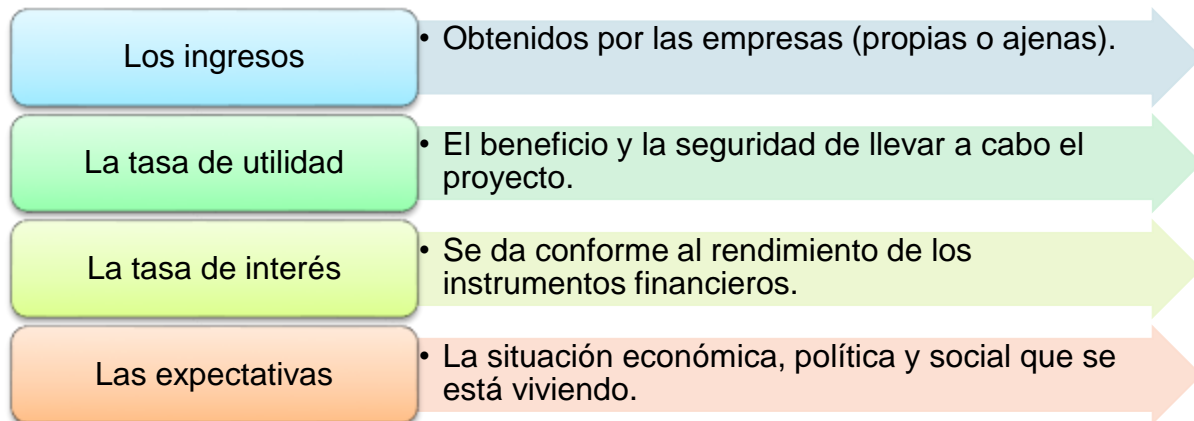 Los ingresos
• Obtenidos por las empresas (propias o ajenas).
La tasa de utilidad
• El beneficio y la seguridad de llevar a cabo el
proyecto.
La tasa de interés
• Se da conforme al rendimiento de los
instrumentos financieros.
Las expectativas
• La situación económica, política y social que se
está viviendo.